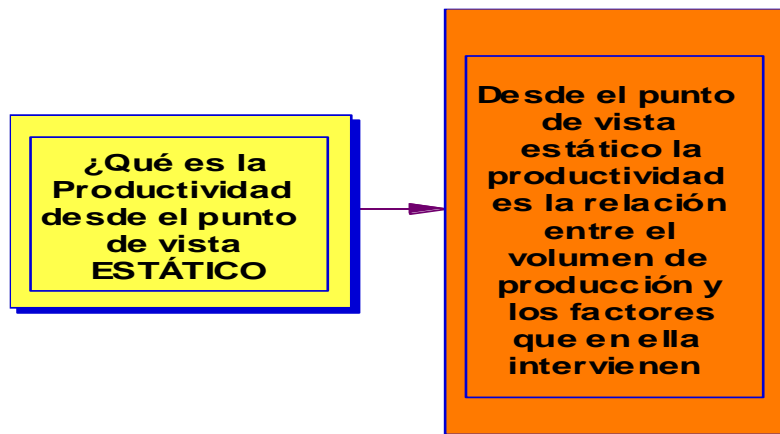 ¿Qué es la
Productividad
desde el punto
de vista
ESTÁTICO
Desde el punto
de vista
estático la
productividad
es la relación
entre el
volumen de
producción y
los factores
que en ella
intervienen